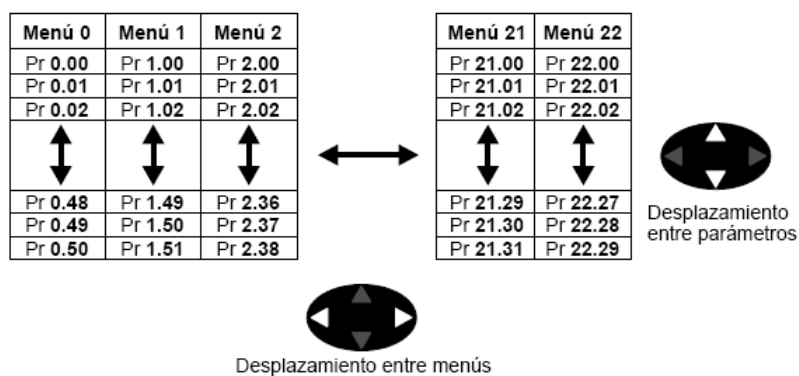 Menú 0 Menú 1 Menú 2 Menú 21 Menú 22
Pr 0.00 Pr 1.00 Pr 2.00 Pr 21.00 Pr 22.00
Pr 0.01 Pr 1.01 Pr 2.01 Pr 21.01 Pr 22.01
Pr 0.02 Pr 1.02 Pr 2.02 Pr 21.02 Pr 22.02
Pr 0.48 Pr 1.49 Pr 2.36 Pr 21.29 Pr 22.27
Pr 0.49 Pr 1.50 Pr 2.37 Pr 21.30 Pr 22.28
Pr 0.50 Pr 1.51 Pr 2.38 Pr 21.31 Pr 22.29
Desplazamiento
entre parámetros
Desplazamiento entre menús